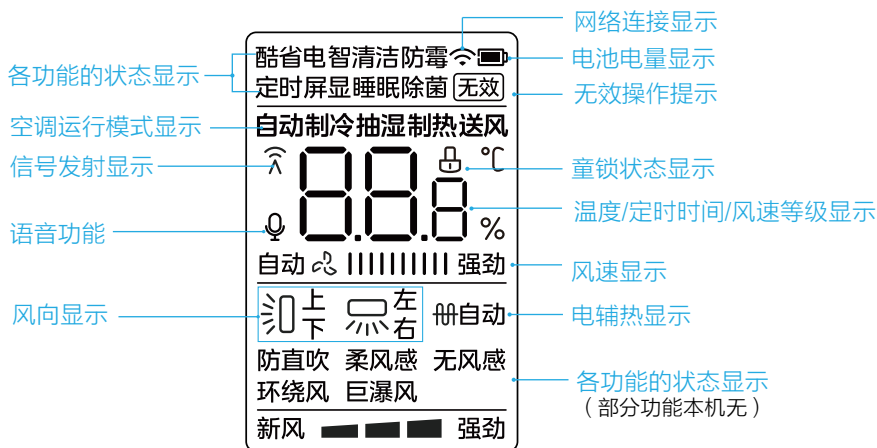 网络连接显示
酷省电智清洁防霉
电池电量显示
各功能的状态显示
定时屏显睡眠除菌 无效
无效操作提示
空调运行模式显示
自动制冷抽湿制热送风
信号发射显示
℃
童锁状态显示
88.8
温度/定时时间/风速等级显示
语音功能
%
自动 强劲
风速显示
风向显示
上下 左右 自动
电辅热显示
防直吹 柔风感 无风感
各功能的状态显示
环绕风 巨瀑风
（部分功能本机无）
新风 强劲